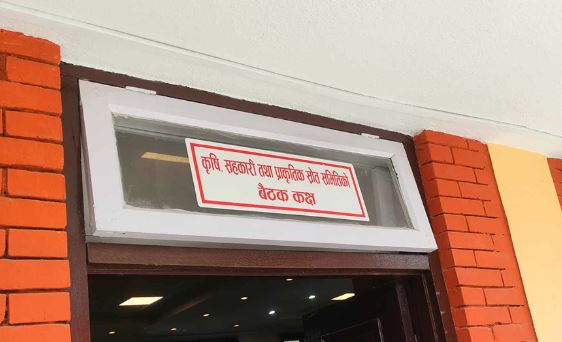 कृषि, सहकारी तथा प्राकृतिक स्रोत समितिको
बैठक कक्ष